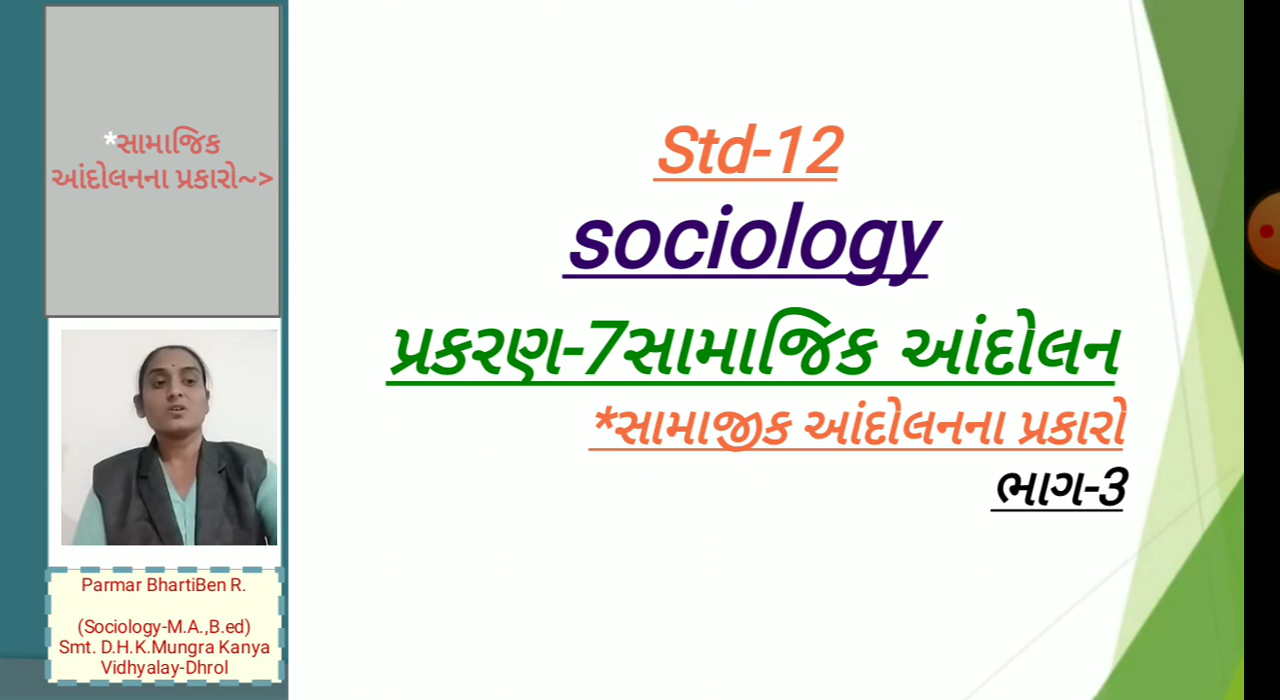 *સામાજિક
આંદોલનના પ્રકારો~>
Parmar BhartiBen R.
(Sociology-M.A.,B.ed)
Smt. D.H.K.Mungra Kanya
Vidhyalay-Dhrol
Std-12
sociology
પ્રકરણ-7સામાજિક આંદોલન
*સામાજીક આંદોલનના પ્રકારો
ભાગ-3